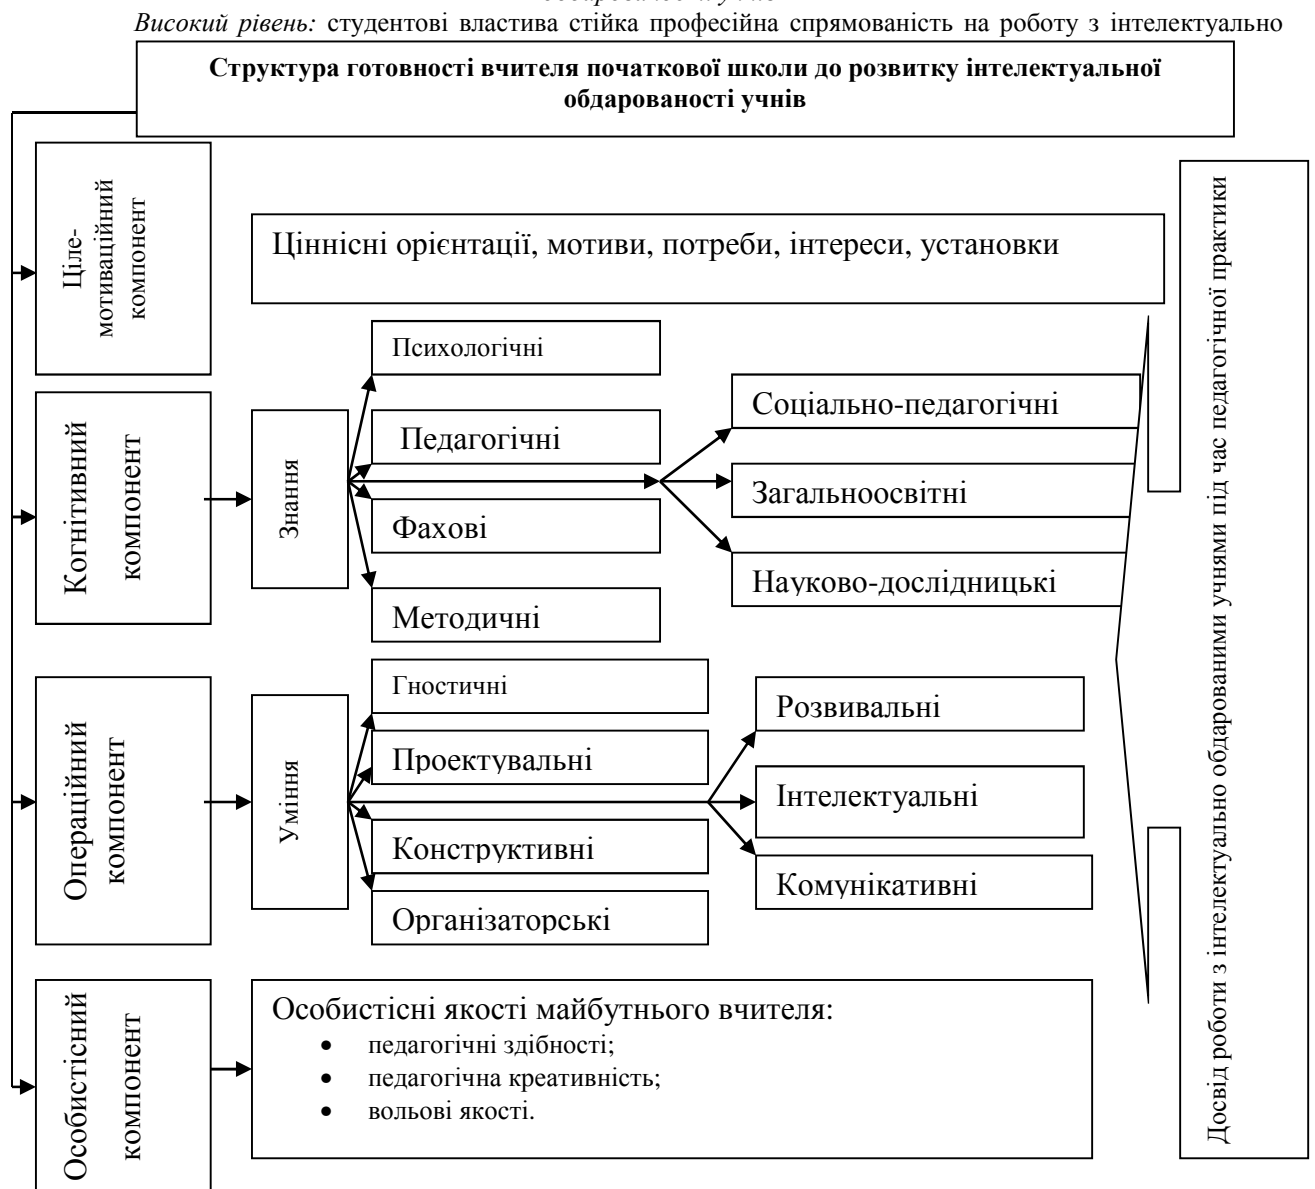 Високий рівень: студентові властива стійка професійна спрямованість на роботу з інтелектуально
Структура готовності вчителя початкової школи до розвитку інтелектуальної
обдарованості учнів
Ціле-
мотиваційний
компонент
Ціннісні орієнтації, мотиви, потреби, інтереси, установки
Когнітивний
компонент
Знання
Психологічні
Педагогічні
Фахові
Методичні
Соціально-педагогічні
Загальноосвітні
Науково-дослідницькі
Операційний
компонент
Уміння
Гностичні
Проектувальні
Конструктивні
Організаторські
Розвивальні
Інтелектуальні
Комунікативні
Особистісний
компонент
Особистісні якості майбутнього вчителя:
• педагогічні здібності;
• педагогічна креативність;
• вольові якості.
Досвід роботи з інтелектуально обдарованими учнями під час педагогічної практики